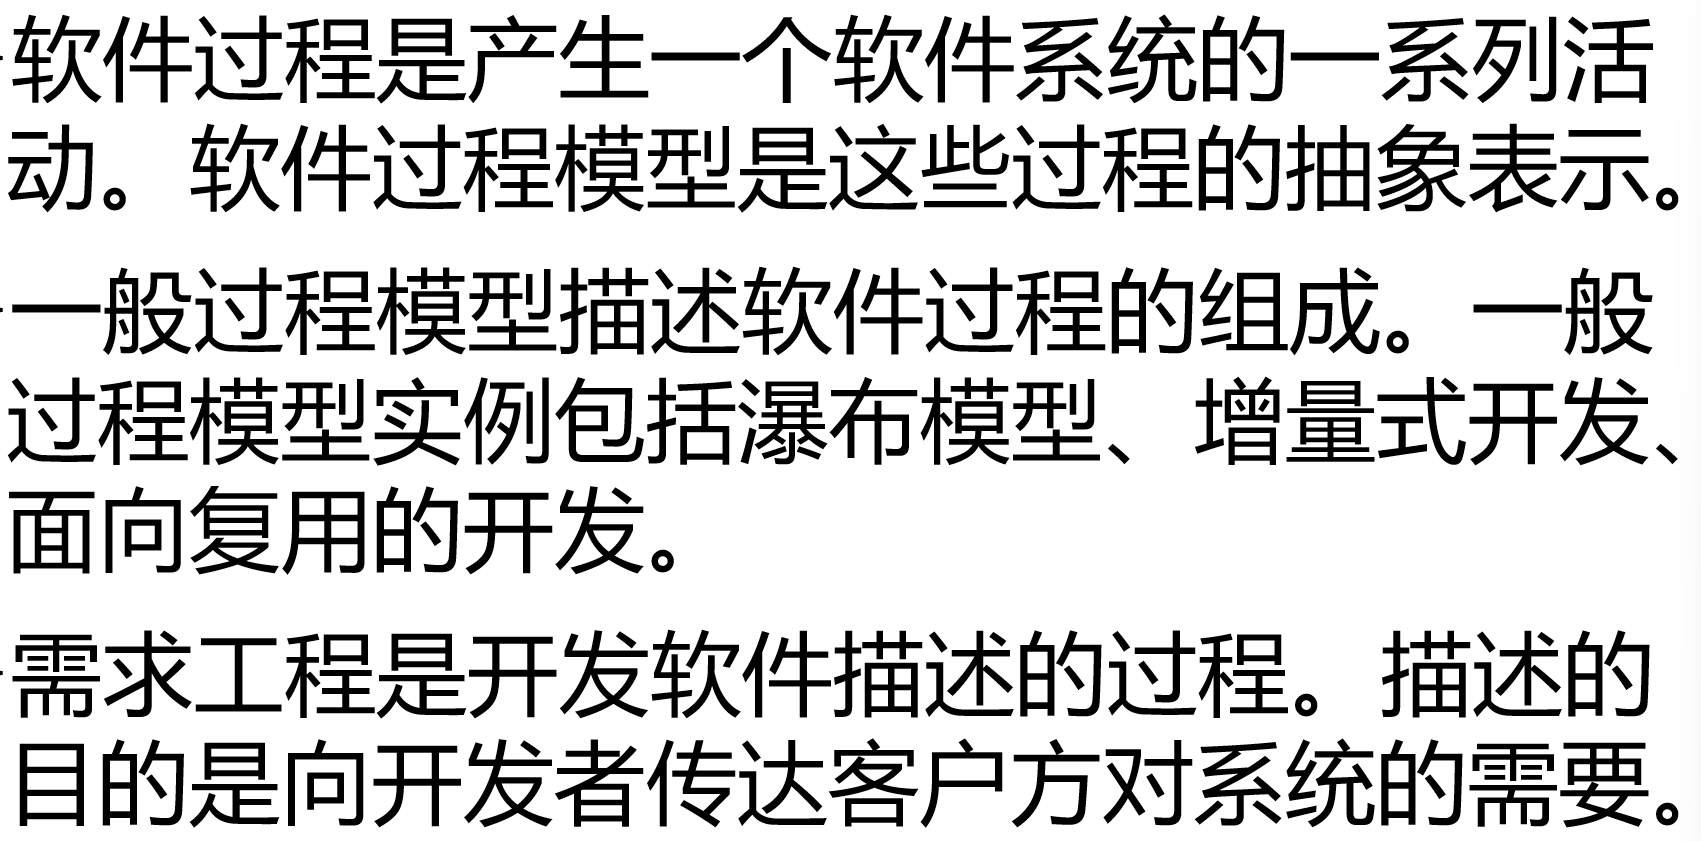 软件过程是产生一个软件系统的一系列活
动。软件过程模型是这些过程的抽象表示。
一般过程模型描述软件过程的组成。一般
过程模型实例包括瀑布模型、增量式开发、
面向复用的开发。
需求工程是开发软件描述的过程。描述的
目的是向开发者传达客户方对系统的需要。